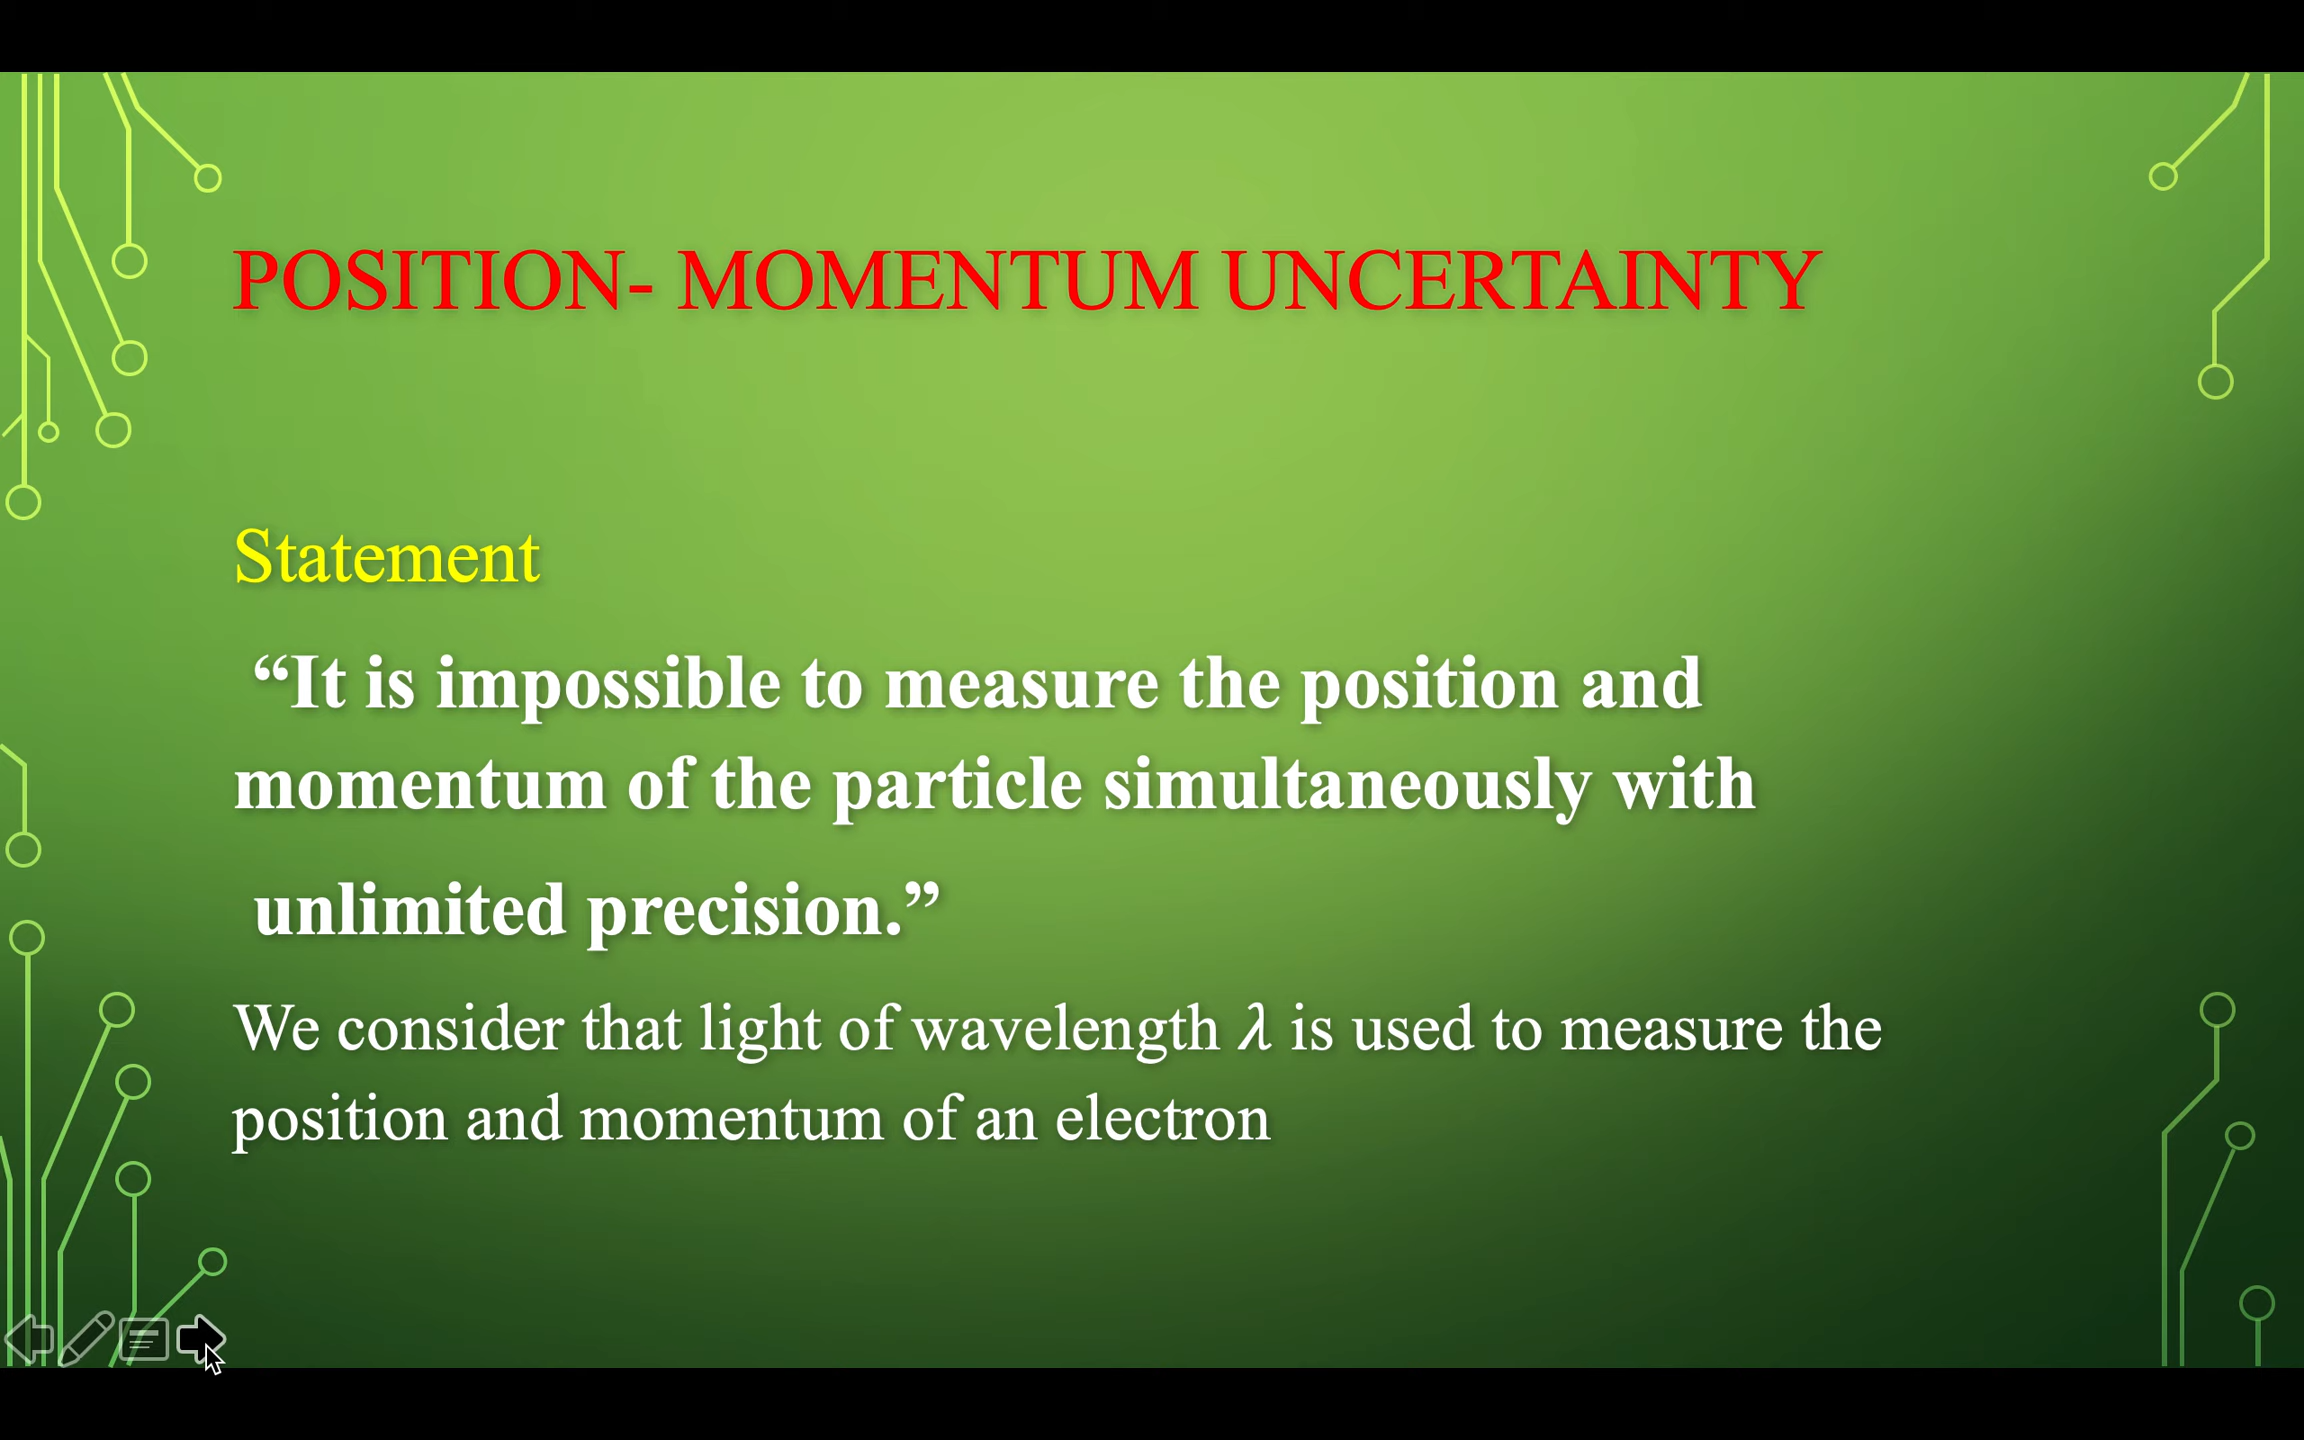 POSITION- MOMENTUM UNCERTAINTY
Statement
“It is impossible to measure the position and
momentum of the particle simultaneously with
unlimited precision.”
We consider that light of wavelength λ is used to measure the
position and momentum of an electron